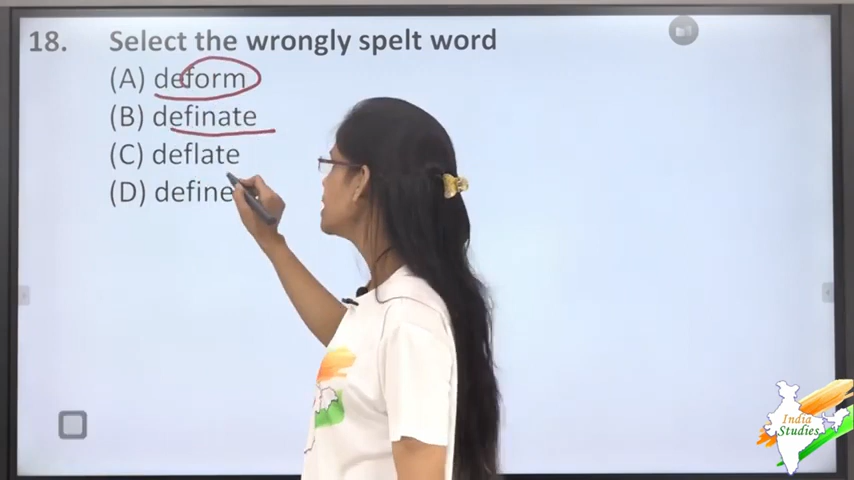 18. Select the wrongly spelt word
(A) deform
(B) definate
(C) deflate
(D) define
India
Studies